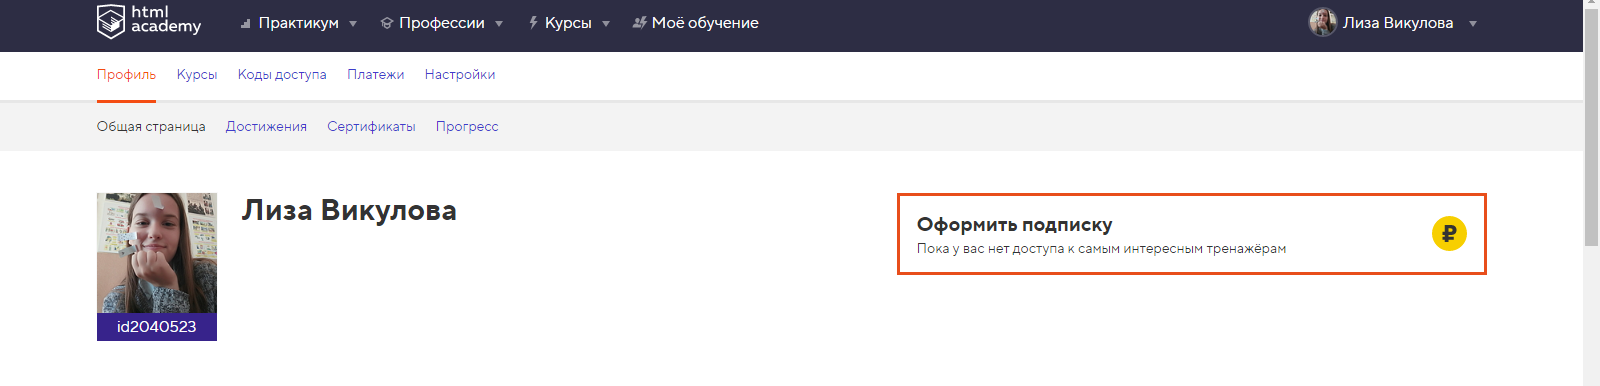 html
academy
Практикум
Профессии
Курсы
Моё обучение
Лиза Викулова
Профиль
Курсы
Коды доступа
Платежи
Настройки
Общая страница
Достижения
Сертификаты
Прогресс
Лиза Викулова
id2040523
Оформить подписку
Пока у вас нет доступа к самым интересным тренажёрам
₽